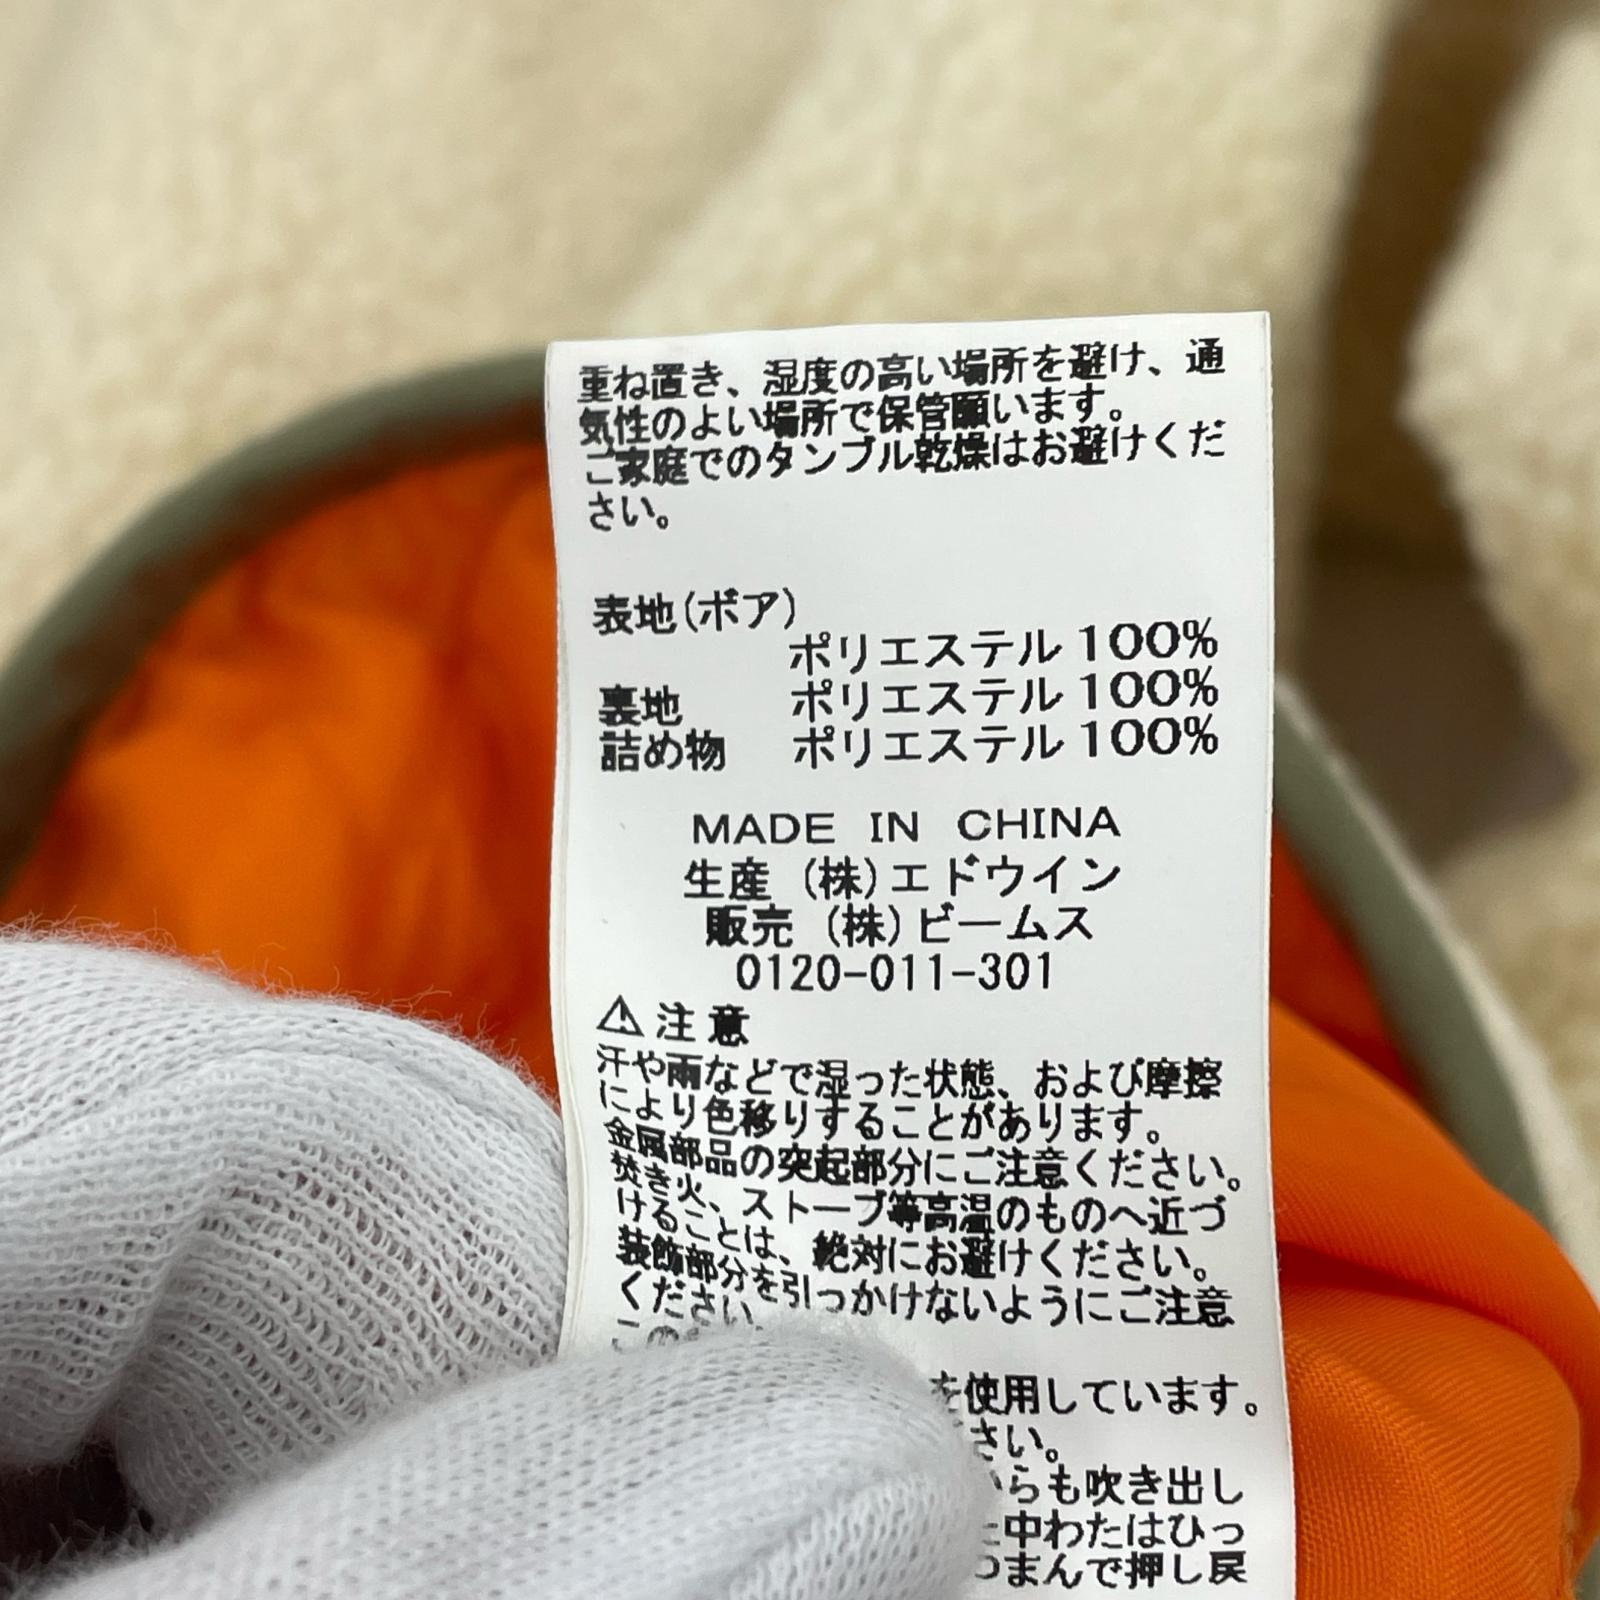 重ね置き、湿度の高い場所を避け、通
気性のよい場所で保管願います。
ご家庭でのタンブル乾燥はお避けくだ
さい。
表地(ボア)
ポリエステル100%
裏地 ポリエステル100%
詰め物 ポリエステル100%
MADE IN CHINA
生産 (株)エドウイン
販売 (株)ビームス
0120-011-301
⚠注意
汗や雨などで湿った状態、および摩擦
により色移りすることがあります。
金属部品の突起部分にご注意ください。
焚き火、ストーブ等高温のものへ近づ
けることは、絶対にお避けください。
装飾部分を引っかけないようにご注意
ください。
この
を使用しています。
さい。
からも吹き出し
中わたはひっ
つまんで押し戻